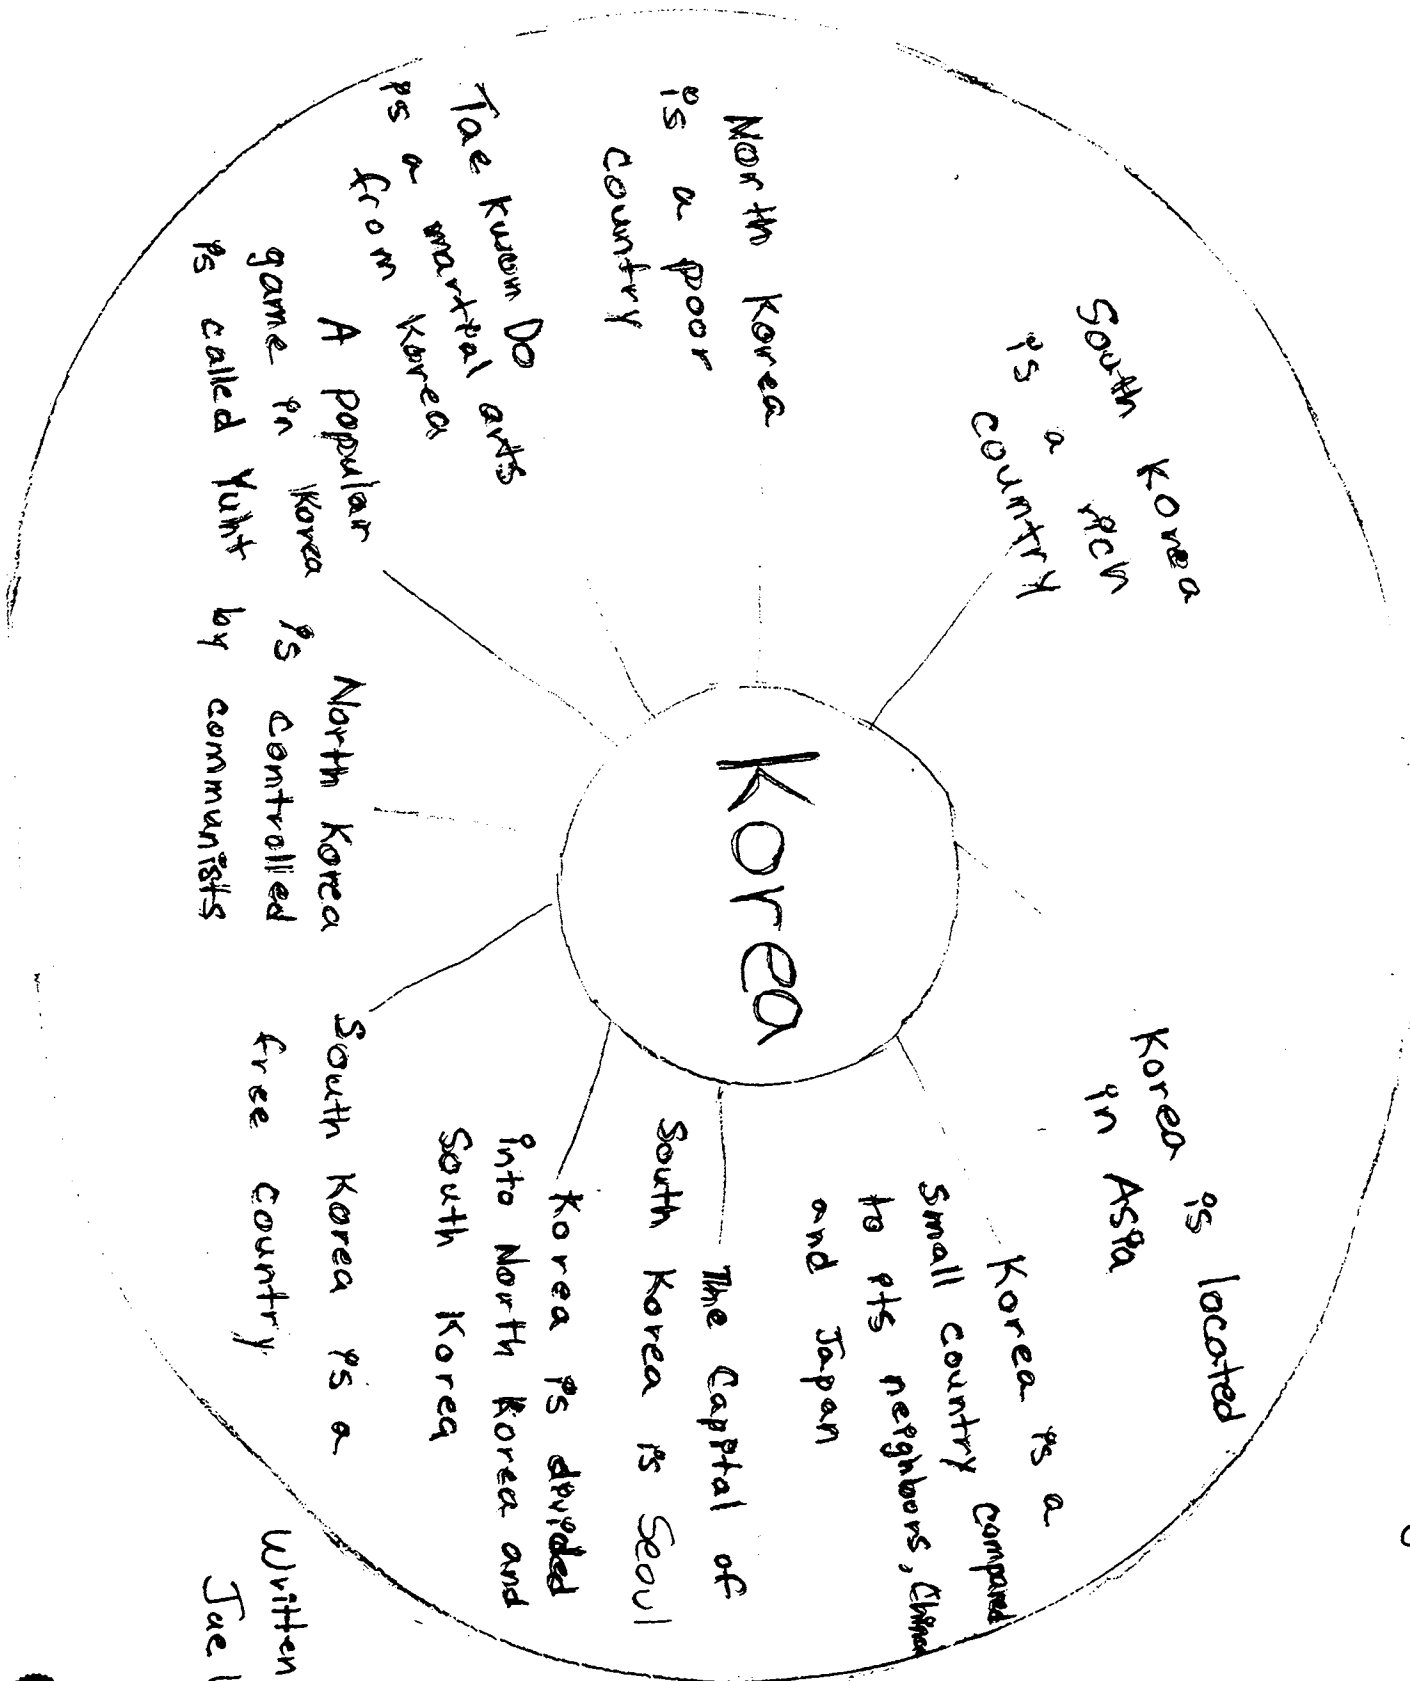 South Korea
is a rich
country
Korea is located
in Asia
Korea is a
small country compared
to its neighbors, China
and Japan
North Korea
is a poor
country
Korea
The Capital of
South Korea is Seoul
Tae Kwon Do
is a martial arts
from Korea
Korea is divided
into North Korea and
South Korea
A popular
game in Korea
is called Yuht
North Korea
is controlled
by communists
South Korea is a
free country
Written